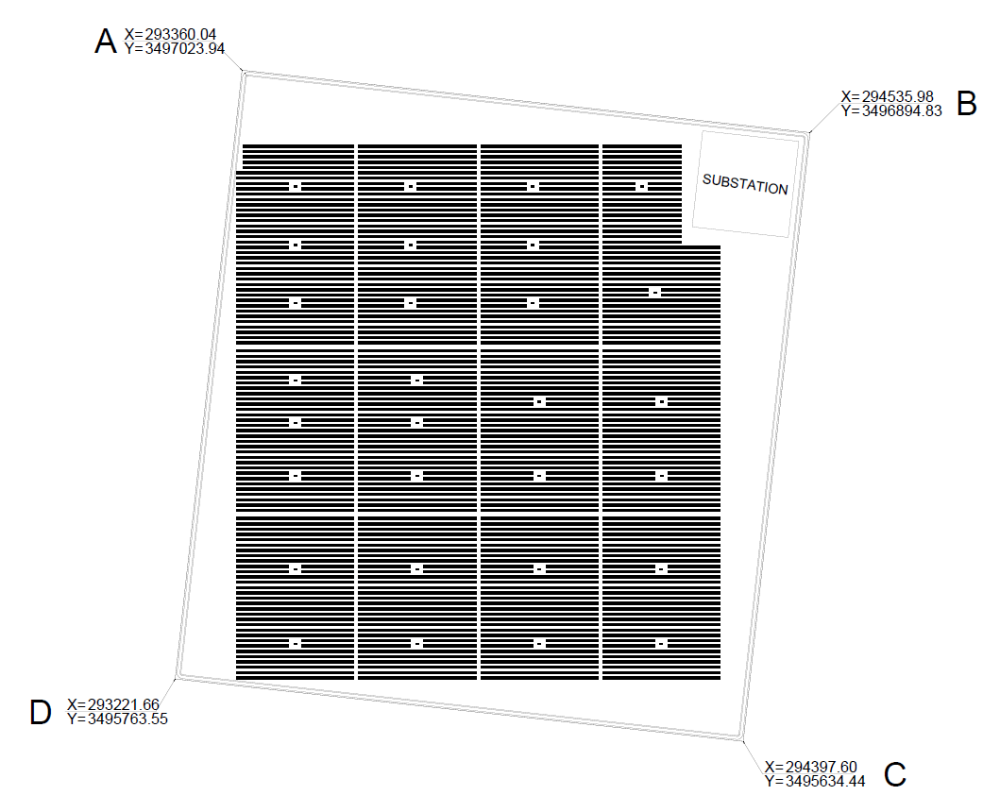 A
X=293360.04
Y=3497023.94
X=294535.98
Y=3496894.83
B
SUBSTATION
D
X=293221.66
Y=3495763.55
X=294397.60
Y=3495634.44
C